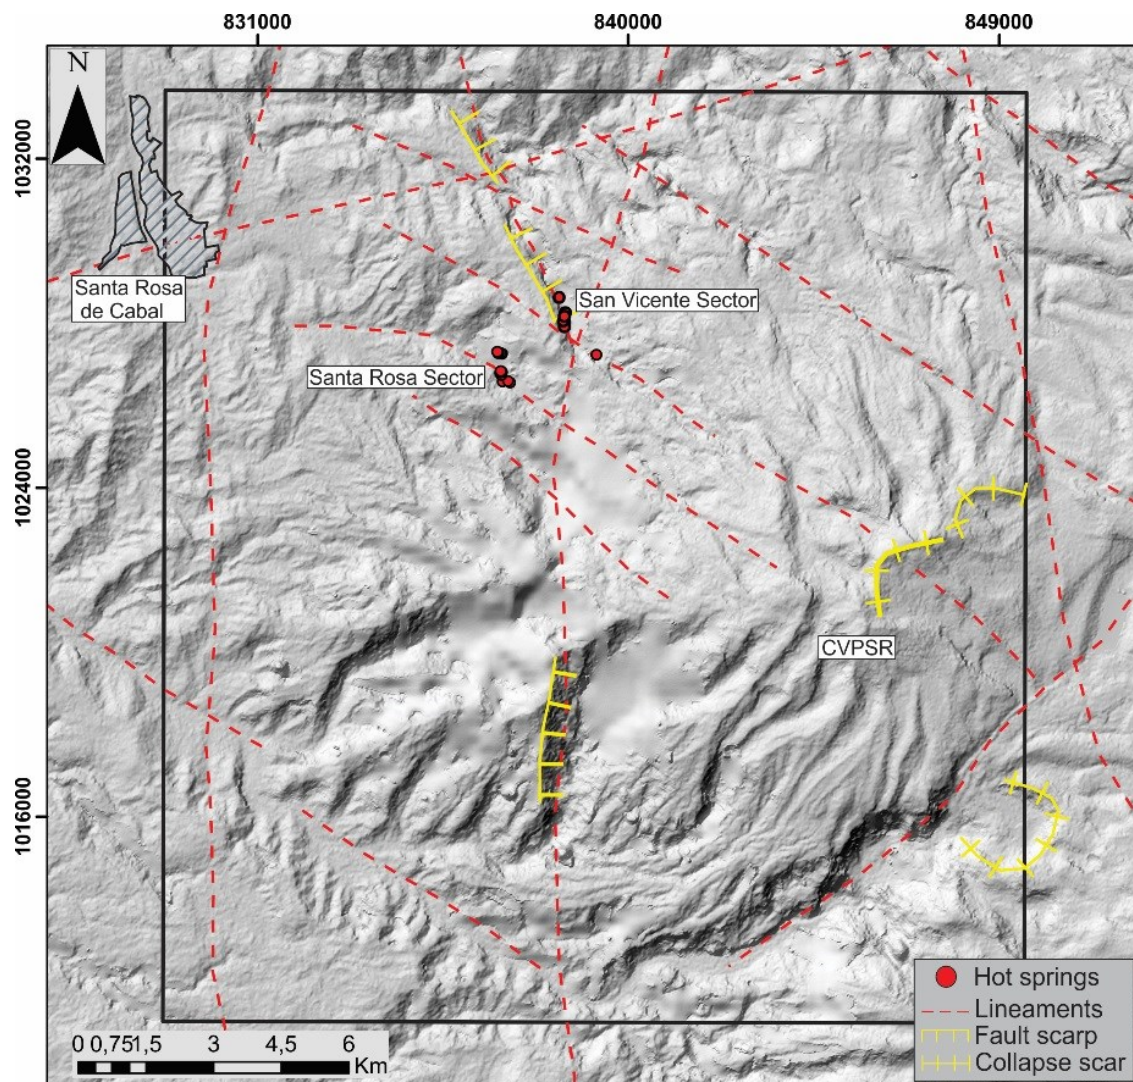 831000 840000 849000
N
1032000
1024000
1016000
Santa Rosa
de Cabal
San Vicente Sector
Santa Rosa Sector
CVPSR
Hot springs
Lineaments
Fault scarp
Collapse scar
0 0,75 1,5 3 4,5 6
Km